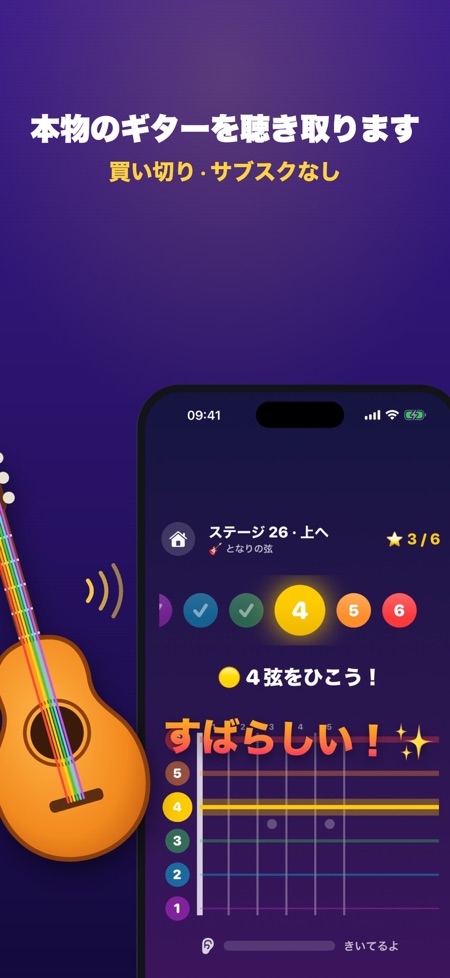 本物のギターを聴き取ります
買い切り・サブスクなし
09:41
ステージ 26・上へ
🎸 となりの弦
⭐ 3 / 6
4 5 6
🟡 4弦をひこう！
すばらしい！✨
5
4
3
2
1
きいてるよ